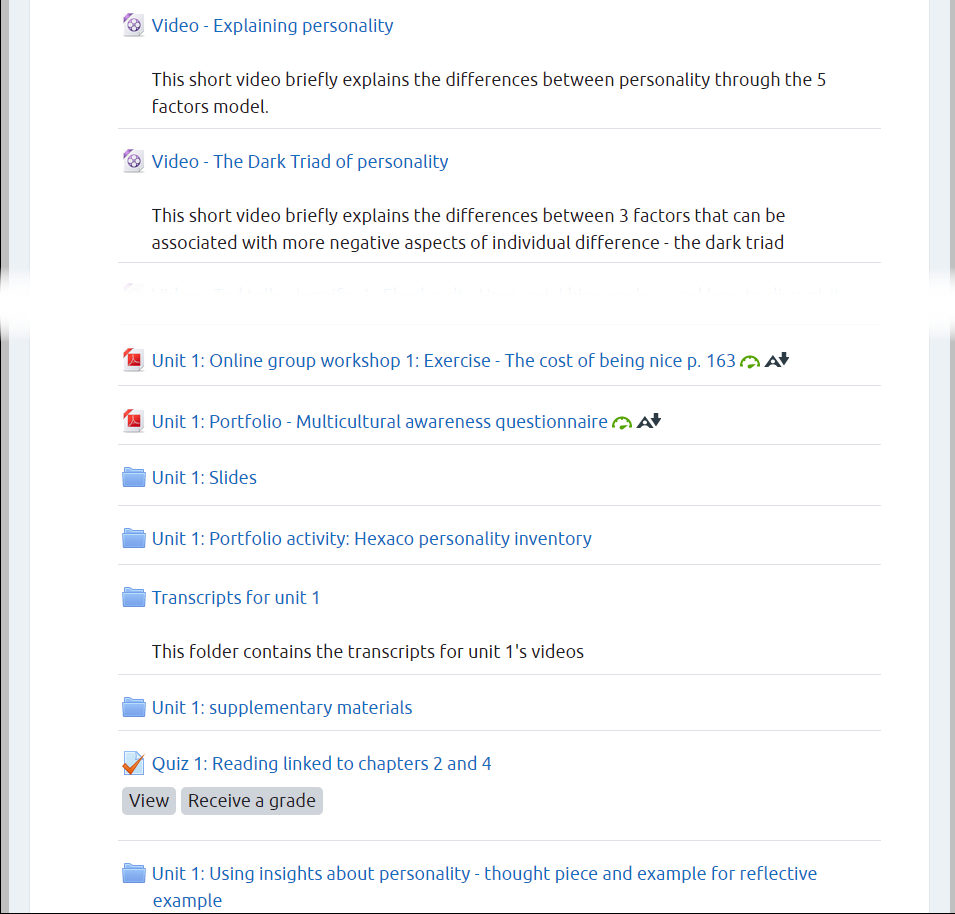 Video - Explaining personality
This short video briefly explains the differences between personality through the 5
factors model.
Video - The Dark Triad of personality
This short video briefly explains the differences between 3 factors that can be
associated with more negative aspects of individual difference - the dark triad
Unit 1: Online group workshop 1: Exercise - The cost of being nice p. 163
Unit 1: Portfolio - Multicultural awareness questionnaire
Unit 1: Slides
Unit 1: Portfolio activity: Hexaco personality inventory
Transcripts for unit 1
This folder contains the transcripts for unit 1's videos
Unit 1: supplementary materials
Quiz 1: Reading linked to chapters 2 and 4
View Receive a grade
Unit 1: Using insights about personality - thought piece and example for reflective
example